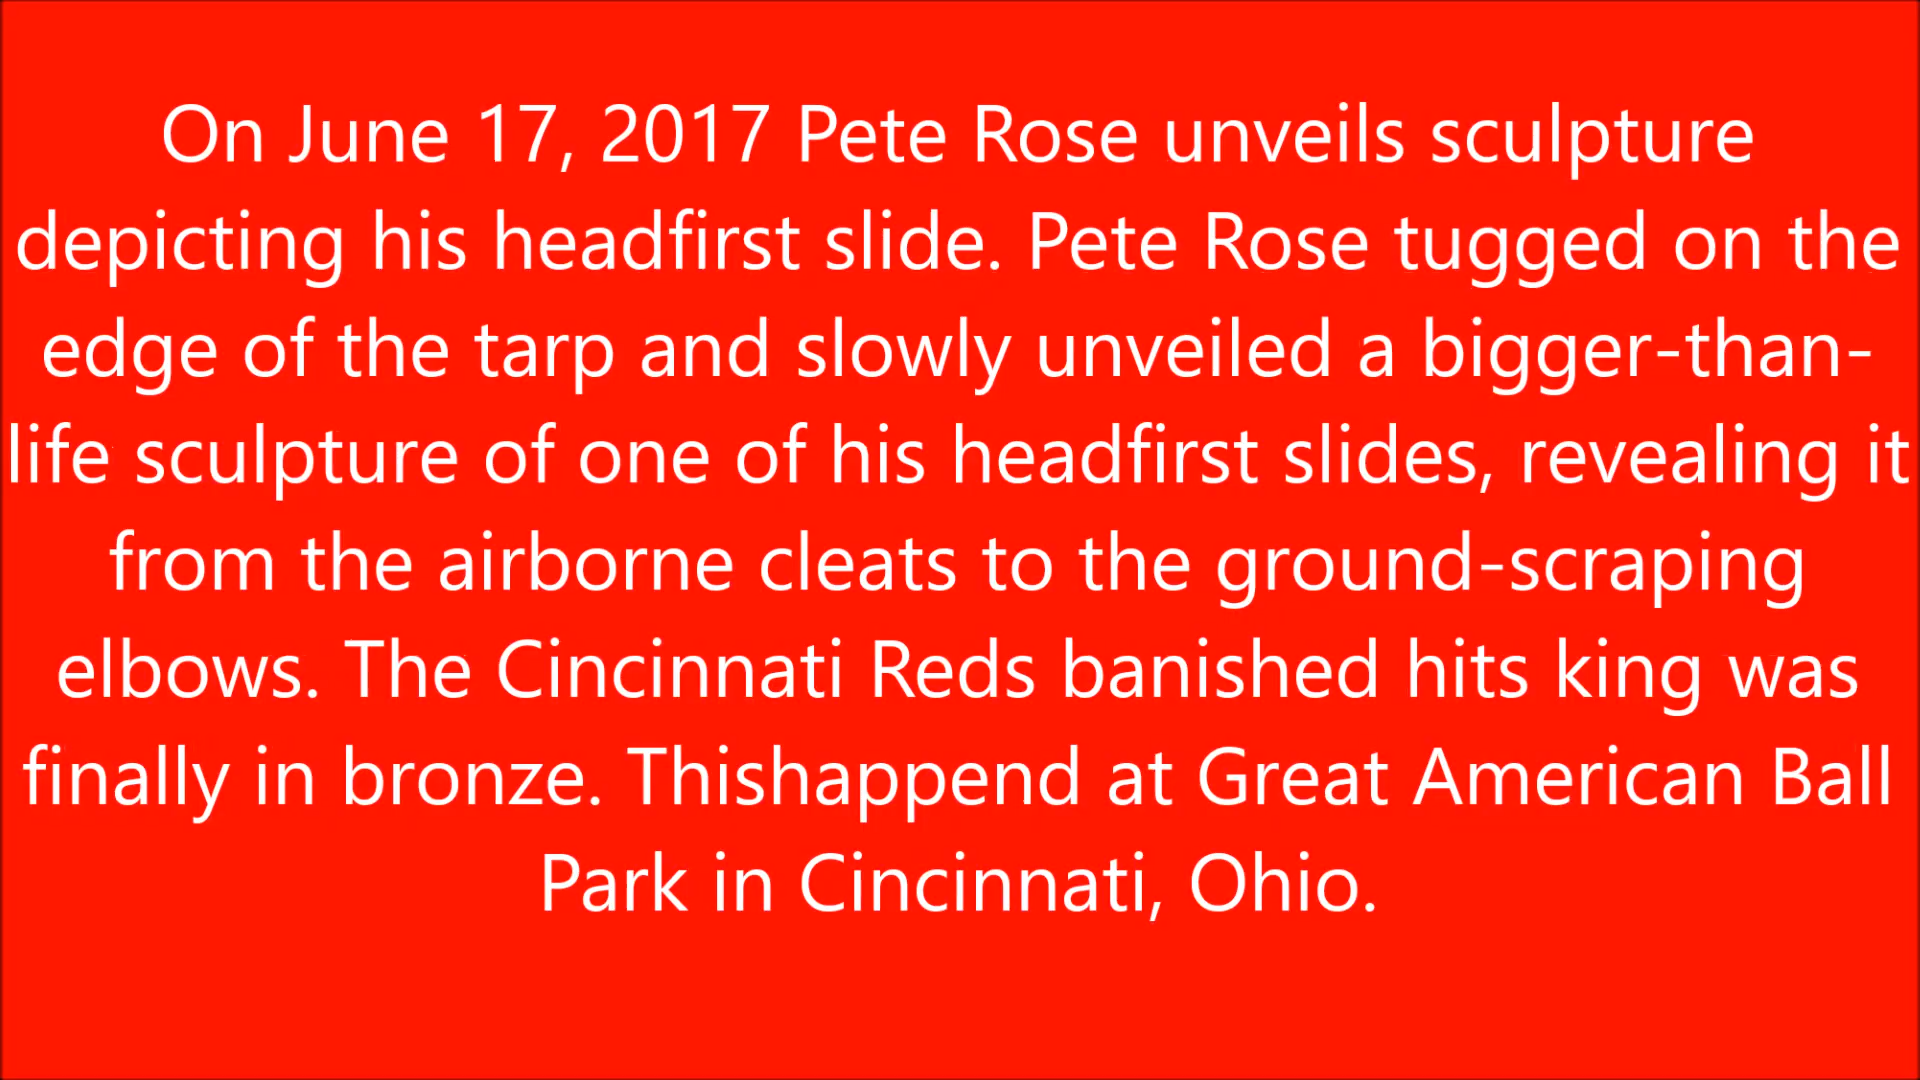 On June 17, 2017 Pete Rose unveils sculpture
depicting his headfirst slide. Pete Rose tugged on the
edge of the tarp and slowly unveiled a bigger-than-
life sculpture of one of his headfirst slides, revealing it
from the airborne cleats to the ground-scraping
elbows. The Cincinnati Reds banished hits king was
finally in bronze. Thishappend at Great American Ball
Park in Cincinnati, Ohio.